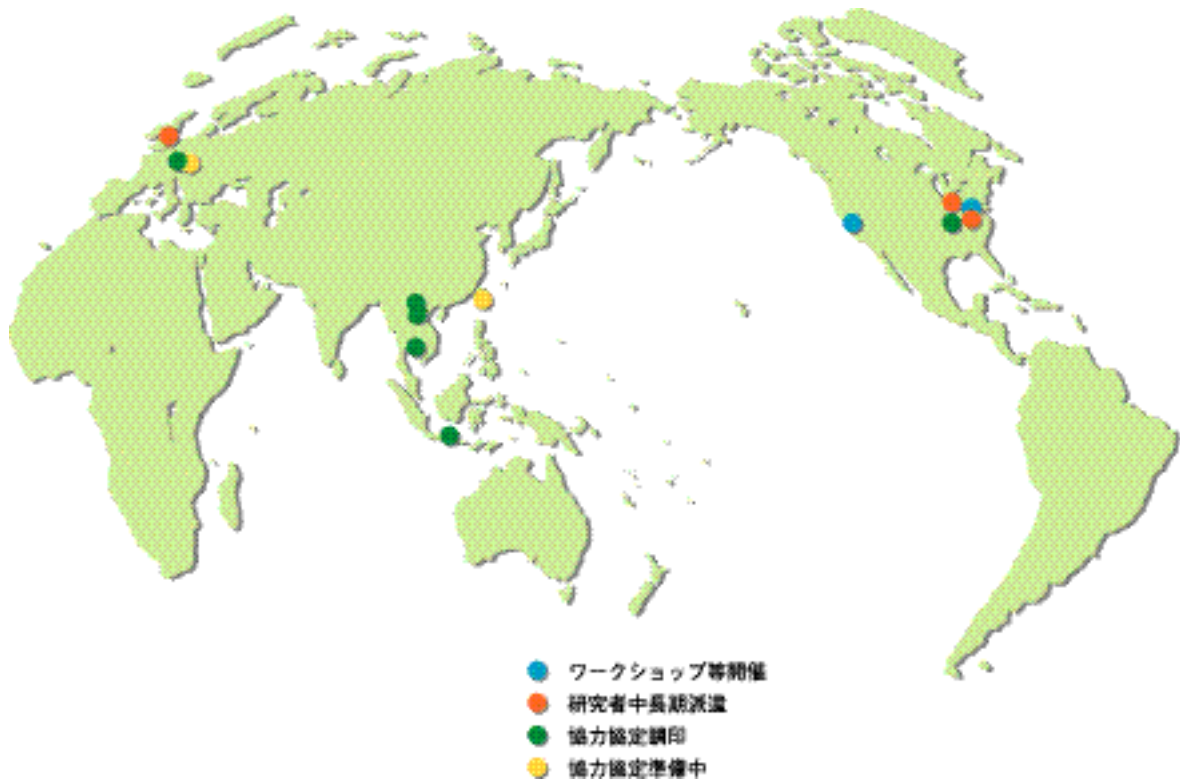 ワークショップ等開催
研究者中長期派遣
協力協定調印
協力協定準備中